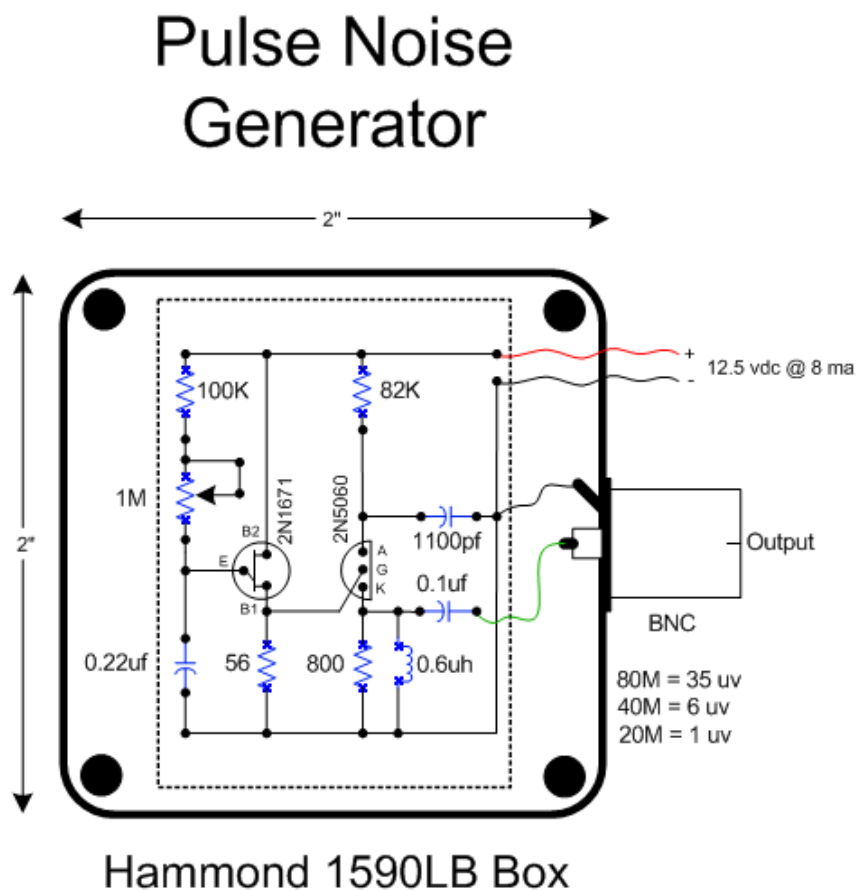 Pulse Noise
Generator
2"
2"
+
12.5 vdc @ 8 ma
-
100K
82K
1M
2N1671
2N5060
B2
E
B1
A
G
K
1100pf
0.1uf
Output
BNC
0.22uf
56
800
0.6uh
80M = 35 uv
40M = 6 uv
20M = 1 uv
Hammond 1590LB Box